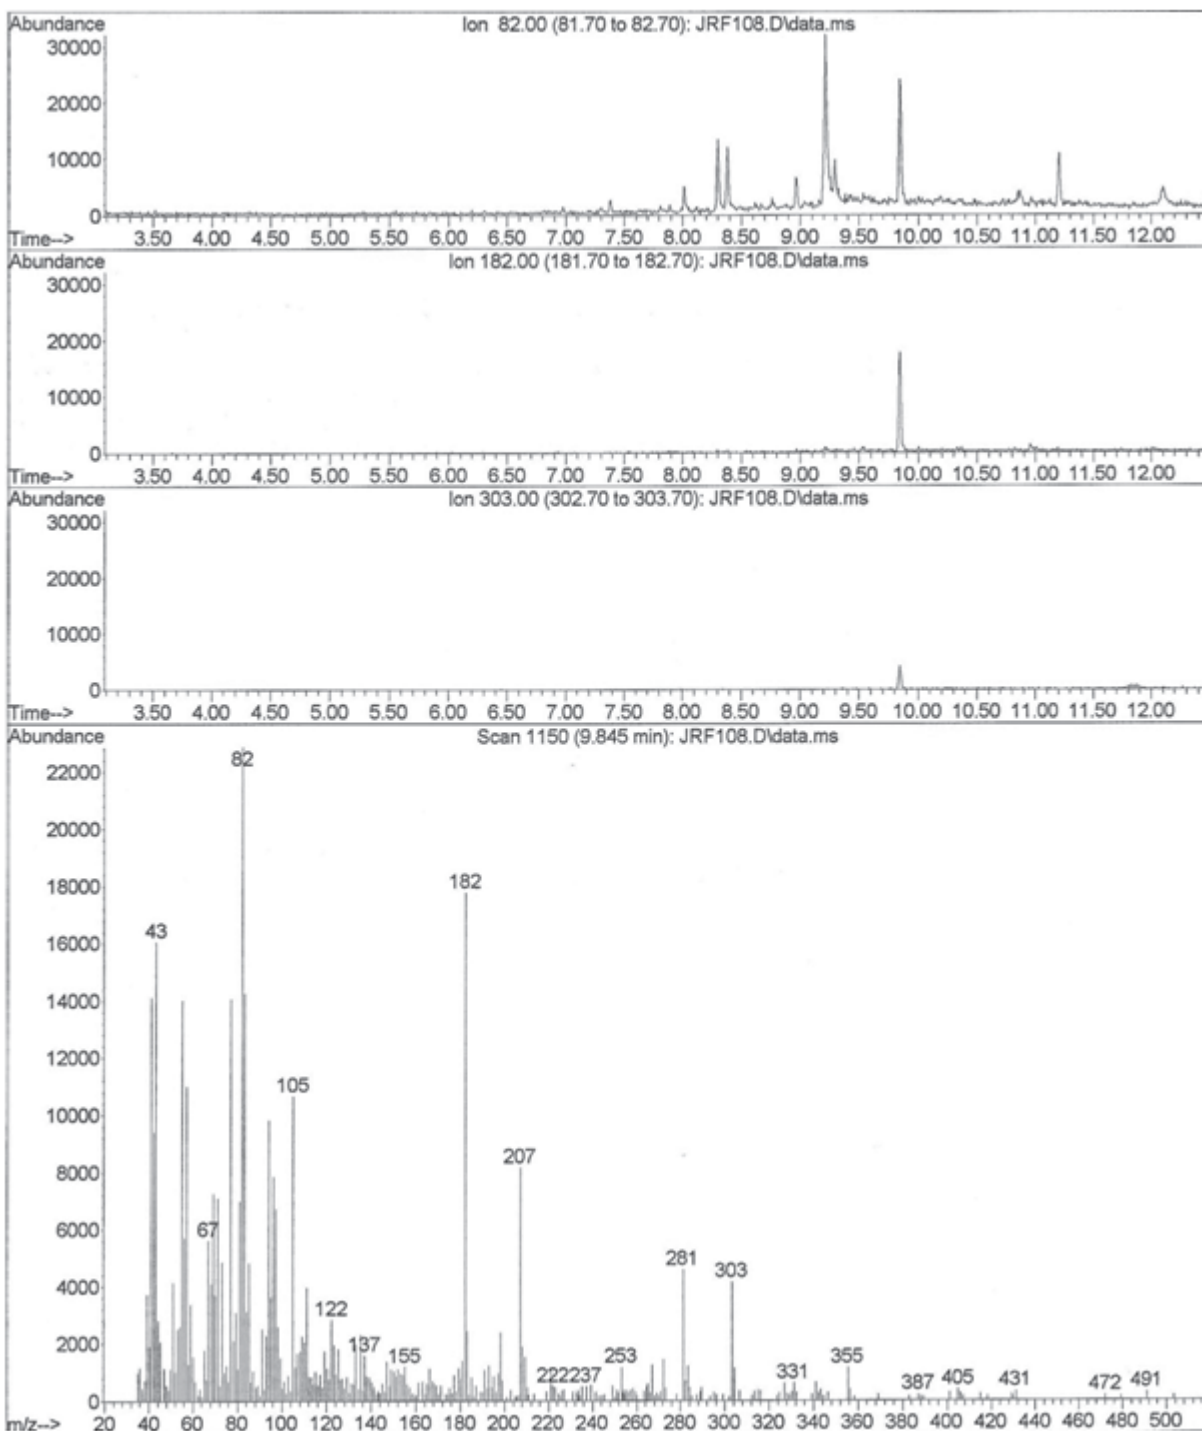 Abundance Ion 82.00 (81.70 to 82.70): JRF108.D\data.ms
30000
20000
10000
0
3.50 4.00 4.50 5.00 5.50 6.00 6.50 7.00 7.50 8.00 8.50 9.00 9.50 10.00 10.50 11.00 11.50 12.00
Time-->
Abundance Ion 182.00 (181.70 to 182.70): JRF108.D\data.ms
30000
20000
10000
0
3.50 4.00 4.50 5.00 5.50 6.00 6.50 7.00 7.50 8.00 8.50 9.00 9.50 10.00 10.50 11.00 11.50 12.00
Time-->
Abundance Ion 303.00 (302.70 to 303.70): JRF108.D\data.ms
30000
20000
10000
0
3.50 4.00 4.50 5.00 5.50 6.00 6.50 7.00 7.50 8.00 8.50 9.00 9.50 10.00 10.50 11.00 11.50 12.00
Time-->
Abundance Scan 1150 (9.845 min): JRF108.D\data.ms
82
22000
20000
18000
182
16000
43
14000
12000
105
10000
8000
207
6000
67
281
303
4000
122
2000
137 155 222 237 253 331 355 387 405 431 472 491
0
20 40 60 80 100 120 140 160 180 200 220 240 260 280 300 320 340 360 380 400 420 440 460 480 500
m/z-->